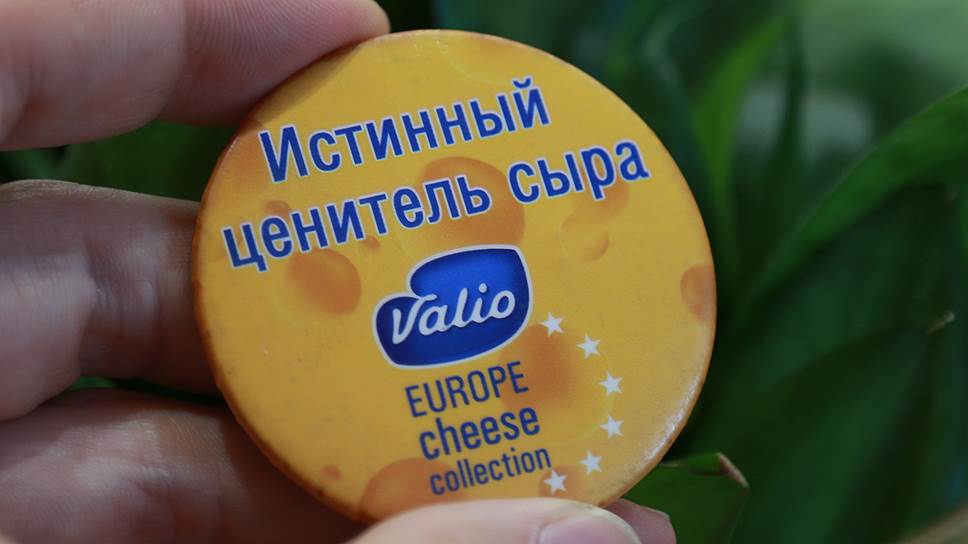 Истинный
ценитель сыра
Valio
EUROPE
cheese
collection